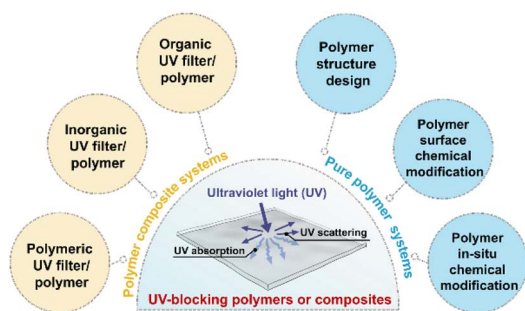 Organic
UV filter/
polymer
Polymer
structure
design
Inorganic
UV filter/
polymer
Polymer
surface
chemical
modification
Polymeric
UV filter/
polymer
Polymer
in-situ
chemical
modification
Polymer composite systems
Pure polymer systems
Ultraviolet light (UV)
UV scattering
UV absorption
UV-blocking polymers or composites